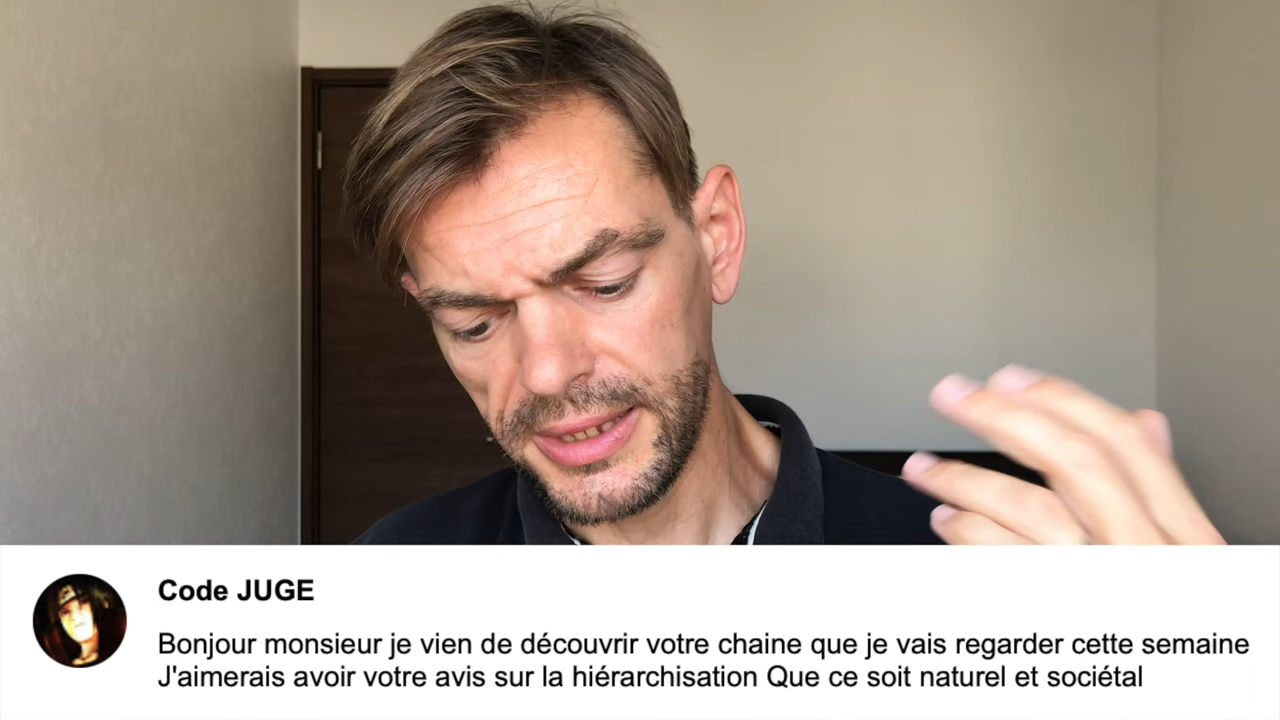 Code JUGE
Bonjour monsieur je vien de découvrir votre chaine que je vais regarder cette semaine
J'aimerais avoir votre avis sur la hiérarchisation Que ce soit naturel et sociétal